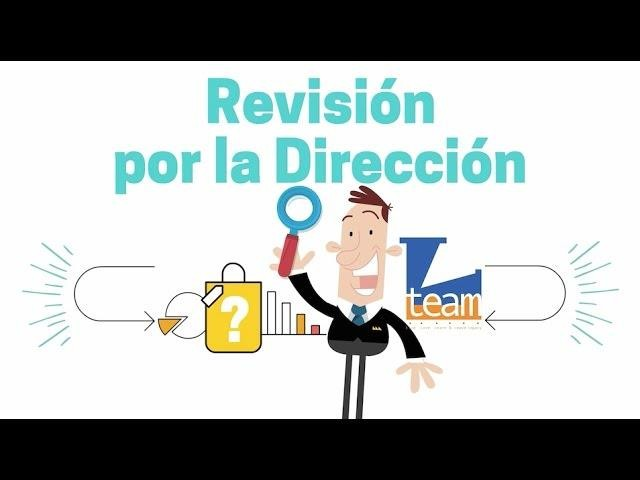 Revisión
por la Dirección
?
team